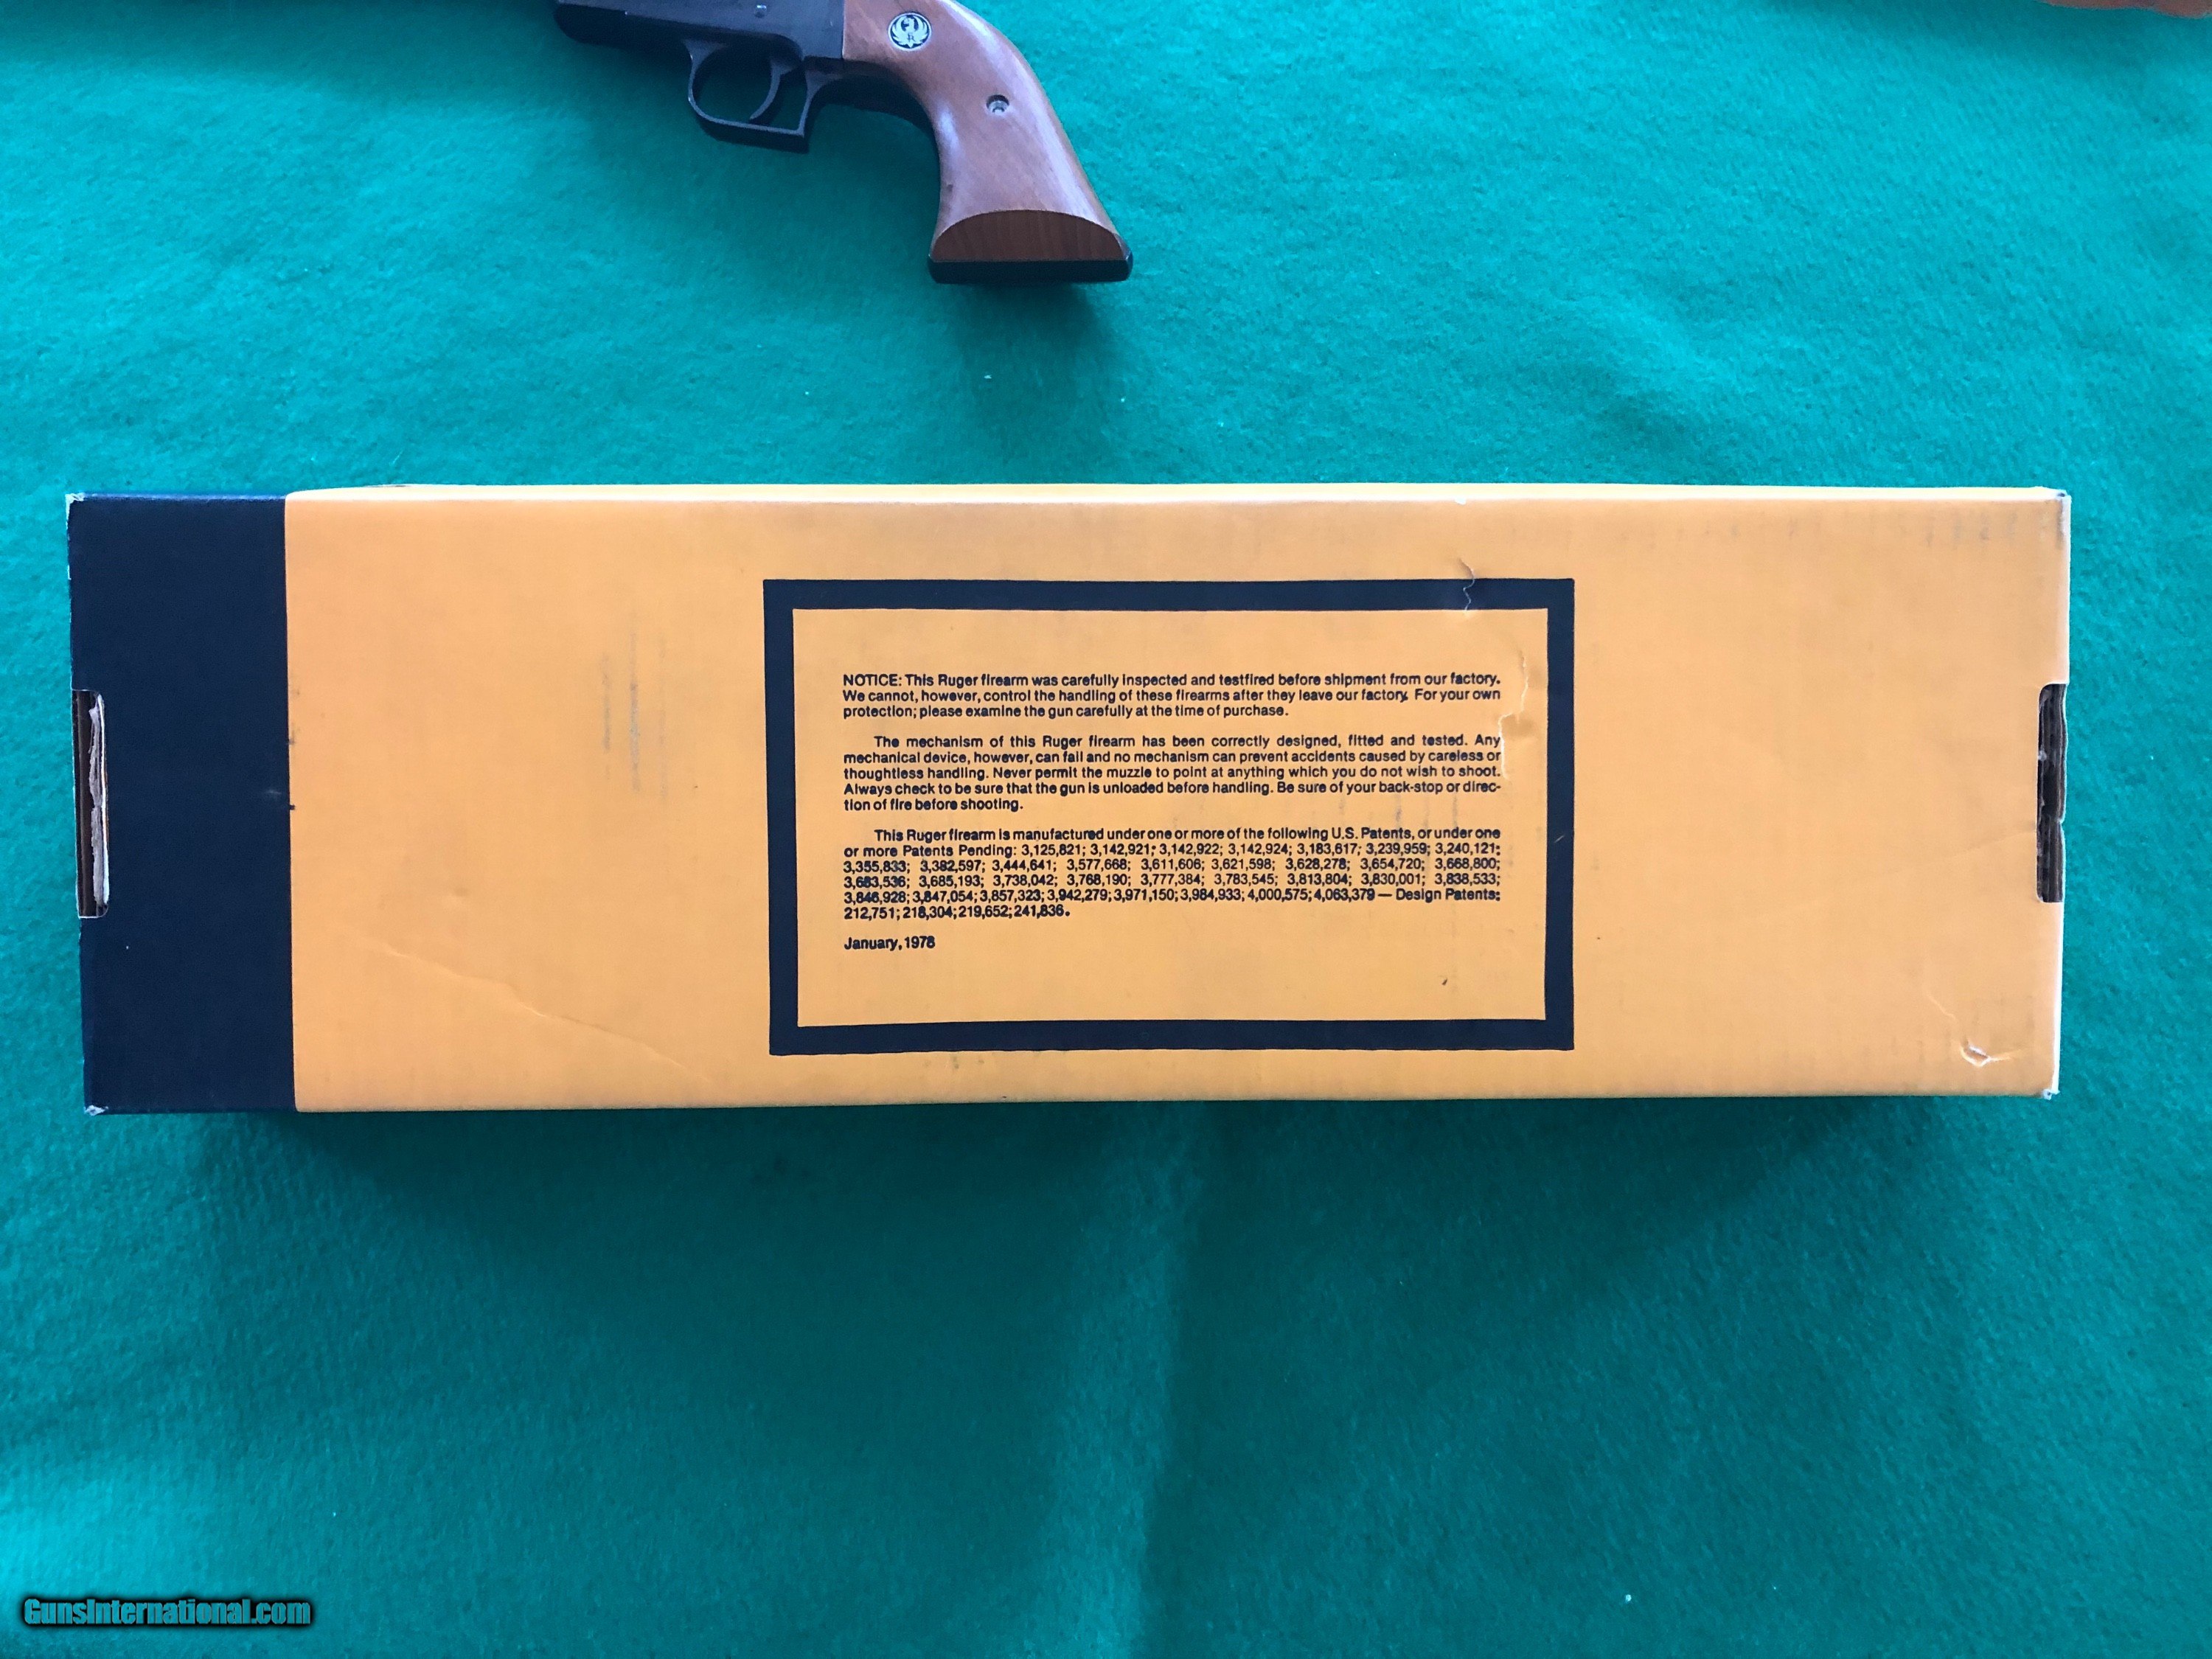 NOTICE: This Ruger firearm was carefully inspected and testfired before shipment from our factory.
We cannot, however, control the handling of these firearms after they leave our factory. For your own
protection; please examine the gun carefully at the time of purchase.
The mechanism of this Ruger firearm has been correctly designed, fitted and tested. Any
mechanical device, however, can fail and no mechanism can prevent accidents caused by careless or
thoughtless handling. Never permit the muzzle to point at anything which you do not wish to shoot.
Always check to be sure that the gun is unloaded before handling. Be sure of your back-stop or direc-
tion of fire before shooting.
This Ruger firearm is manufactured under one or more of the following U.S. Patents, or under one
or more Patents Pending: 3,125,821; 3,142,921; 3,142,922; 3,142,924; 3,183,617; 3,239,959; 3,240,121;
3,355,833; 3,382,597; 3,444,641; 3,577,668; 3,611,606; 3,621,598; 3,628,278; 3,654,720; 3,668,800;
3,683,536; 3,685,193; 3,738,042; 3,768,190; 3,777,384; 3,783,545; 3,813,804; 3,830,001; 3,838,533;
3,846,928; 3,847,054; 3,857,323; 3,942,279; 3,971,150; 3,984,933; 4,000,575; 4,063,379 — Design Patents:
212,751; 218,304; 219,652; 241,836.
January, 1978
GunsInternational.com